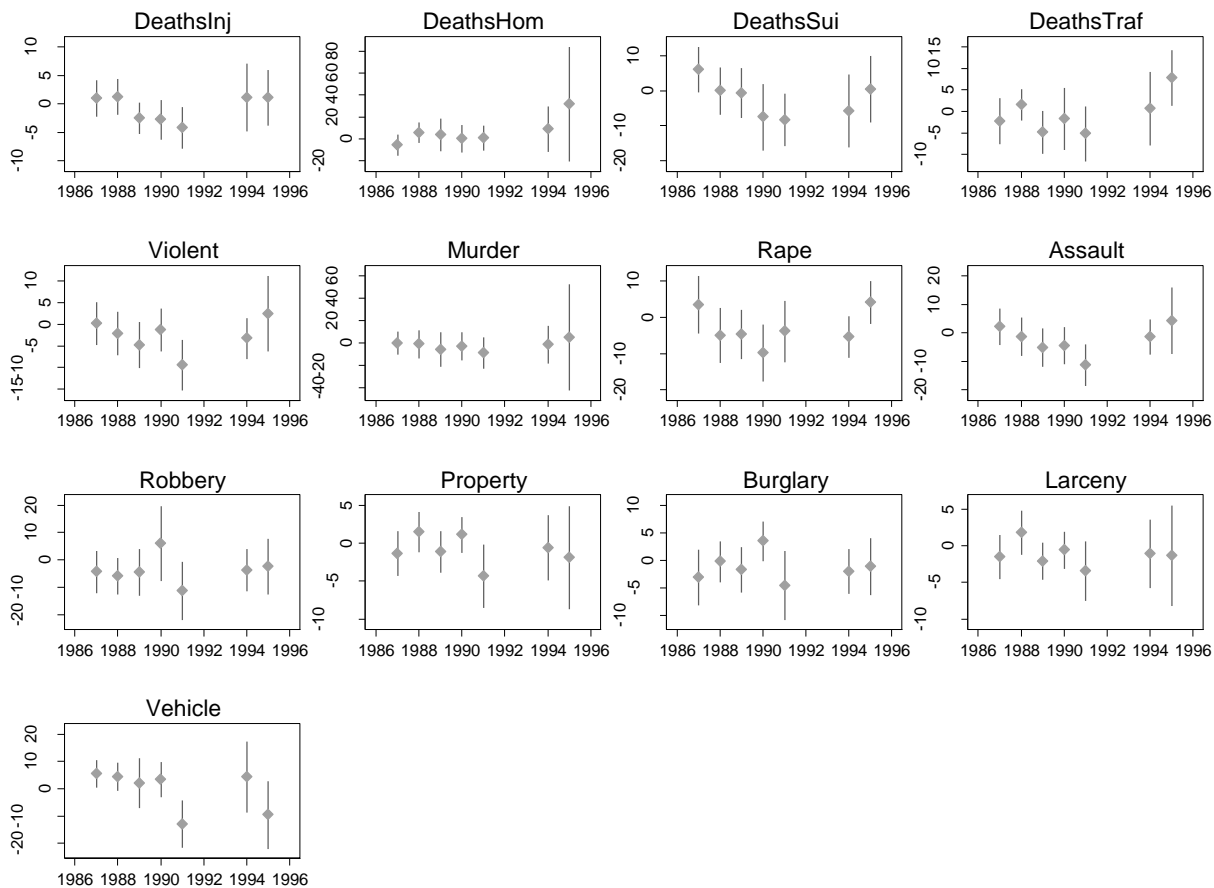 DeathsInj
-10 -5 0 5 10
1986 1988 1990 1992 1994 1996
DeathsHom
-20 0 20 40 60 80
1986 1988 1990 1992 1994 1996
DeathsSui
-20 -10 0 10
1986 1988 1990 1992 1994 1996
DeathsTraf
-10 -5 0 5 10 15
1986 1988 1990 1992 1994 1996
Violent
-15 -10 -5 0 5 10
1986 1988 1990 1992 1994 1996
Murder
-40 -20 0 20 40 60
1986 1988 1990 1992 1994 1996
Rape
-20 -10 0 10
1986 1988 1990 1992 1994 1996
Assault
-20 -10 0 10 20
1986 1988 1990 1992 1994 1996
Robbery
-20 -10 0 10 20
1986 1988 1990 1992 1994 1996
Property
-10 -5 0 5
1986 1988 1990 1992 1994 1996
Burglary
-10 -5 0 5 10
1986 1988 1990 1992 1994 1996
Larceny
-10 -5 0 5
1986 1988 1990 1992 1994 1996
Vehicle
-20 -10 0 10 20
1986 1988 1990 1992 1994 1996